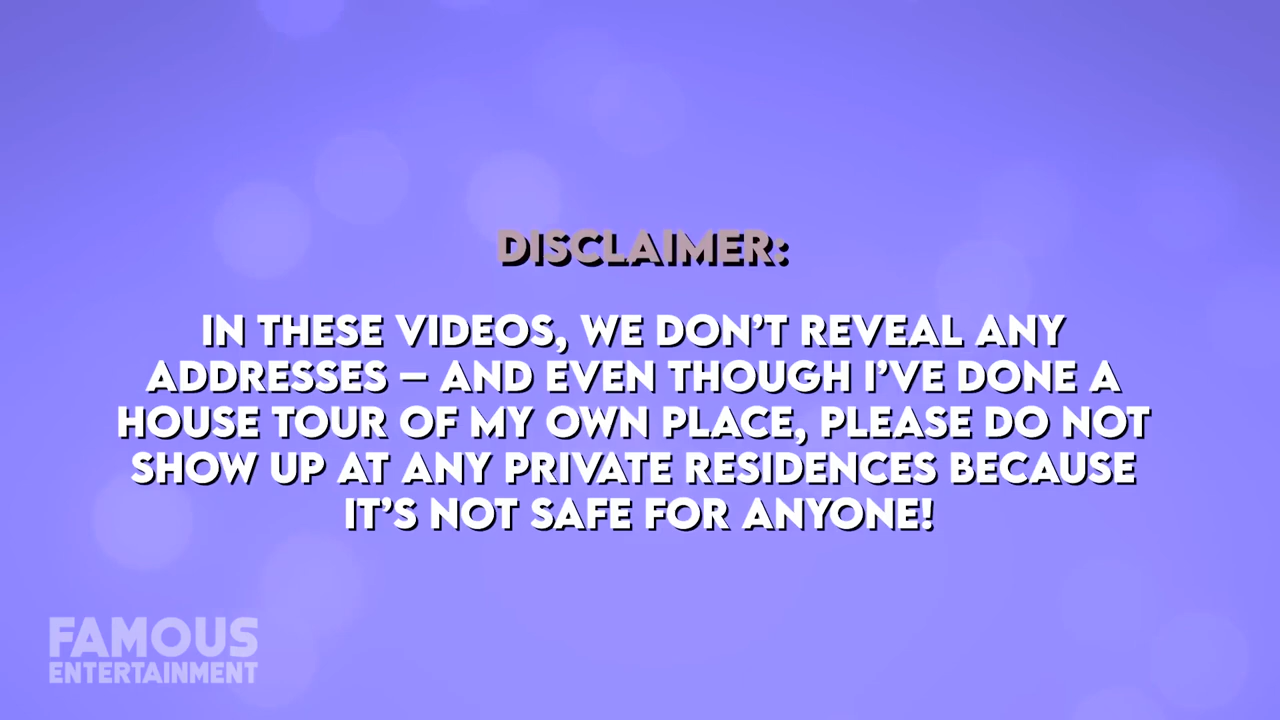 DISCLAIMER:
IN THESE VIDEOS, WE DON’T REVEAL ANY
ADDRESSES – AND EVEN THOUGH I’VE DONE A
HOUSE TOUR OF MY OWN PLACE, PLEASE DO NOT
SHOW UP AT ANY PRIVATE RESIDENCES BECAUSE
IT’S NOT SAFE FOR ANYONE!
FAMOUS
ENTERTAINMENT